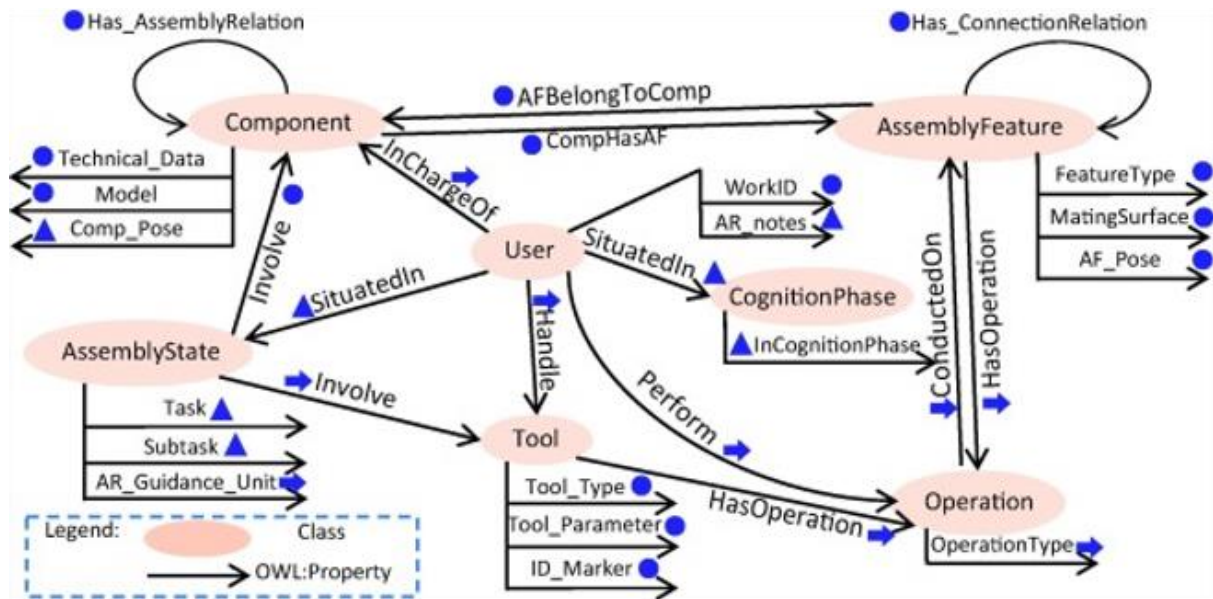 Has_AssemblyRelation
Has_ConnectionRelation
AFBelongToComp
Component
AssemblyFeature
CompHasAF
InChargeOf
Technical_Data
Model
Comp_Pose
WorkID
AR_notes
FeatureType
MatingSurface
AF_Pose
User
SituatedIn
CognitionPhase
InCognitionPhase
Involve
SituatedIn
Handle
ConductedOn
HasOperation
AssemblyState
Involve
Perform
Task
Subtask
AR_Guidance_Unit
Tool
Tool_Type
Tool_Parameter
ID_Marker
HasOperation
Operation
OperationType
Legend:
Class
OWL:Property